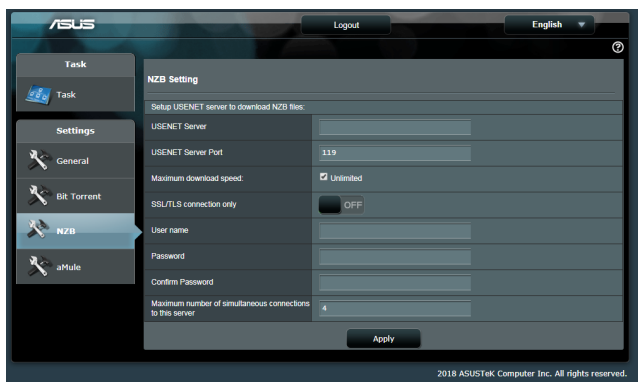 ASUS
Logout
English
Task
Task
Settings
General
Bit Torrent
NZB
aMule
NZB Setting
Setup USENET server to download NZB files:
USENET Server
USENET Server Port
119
Maximum download speed:
Unlimited
SSL/TLS connection only
OFF
User name
Password
Confirm Password
Maximum number of simultaneous connections
to this server
4
Apply
2018 ASUSTeK Computer Inc. All rights reserved.